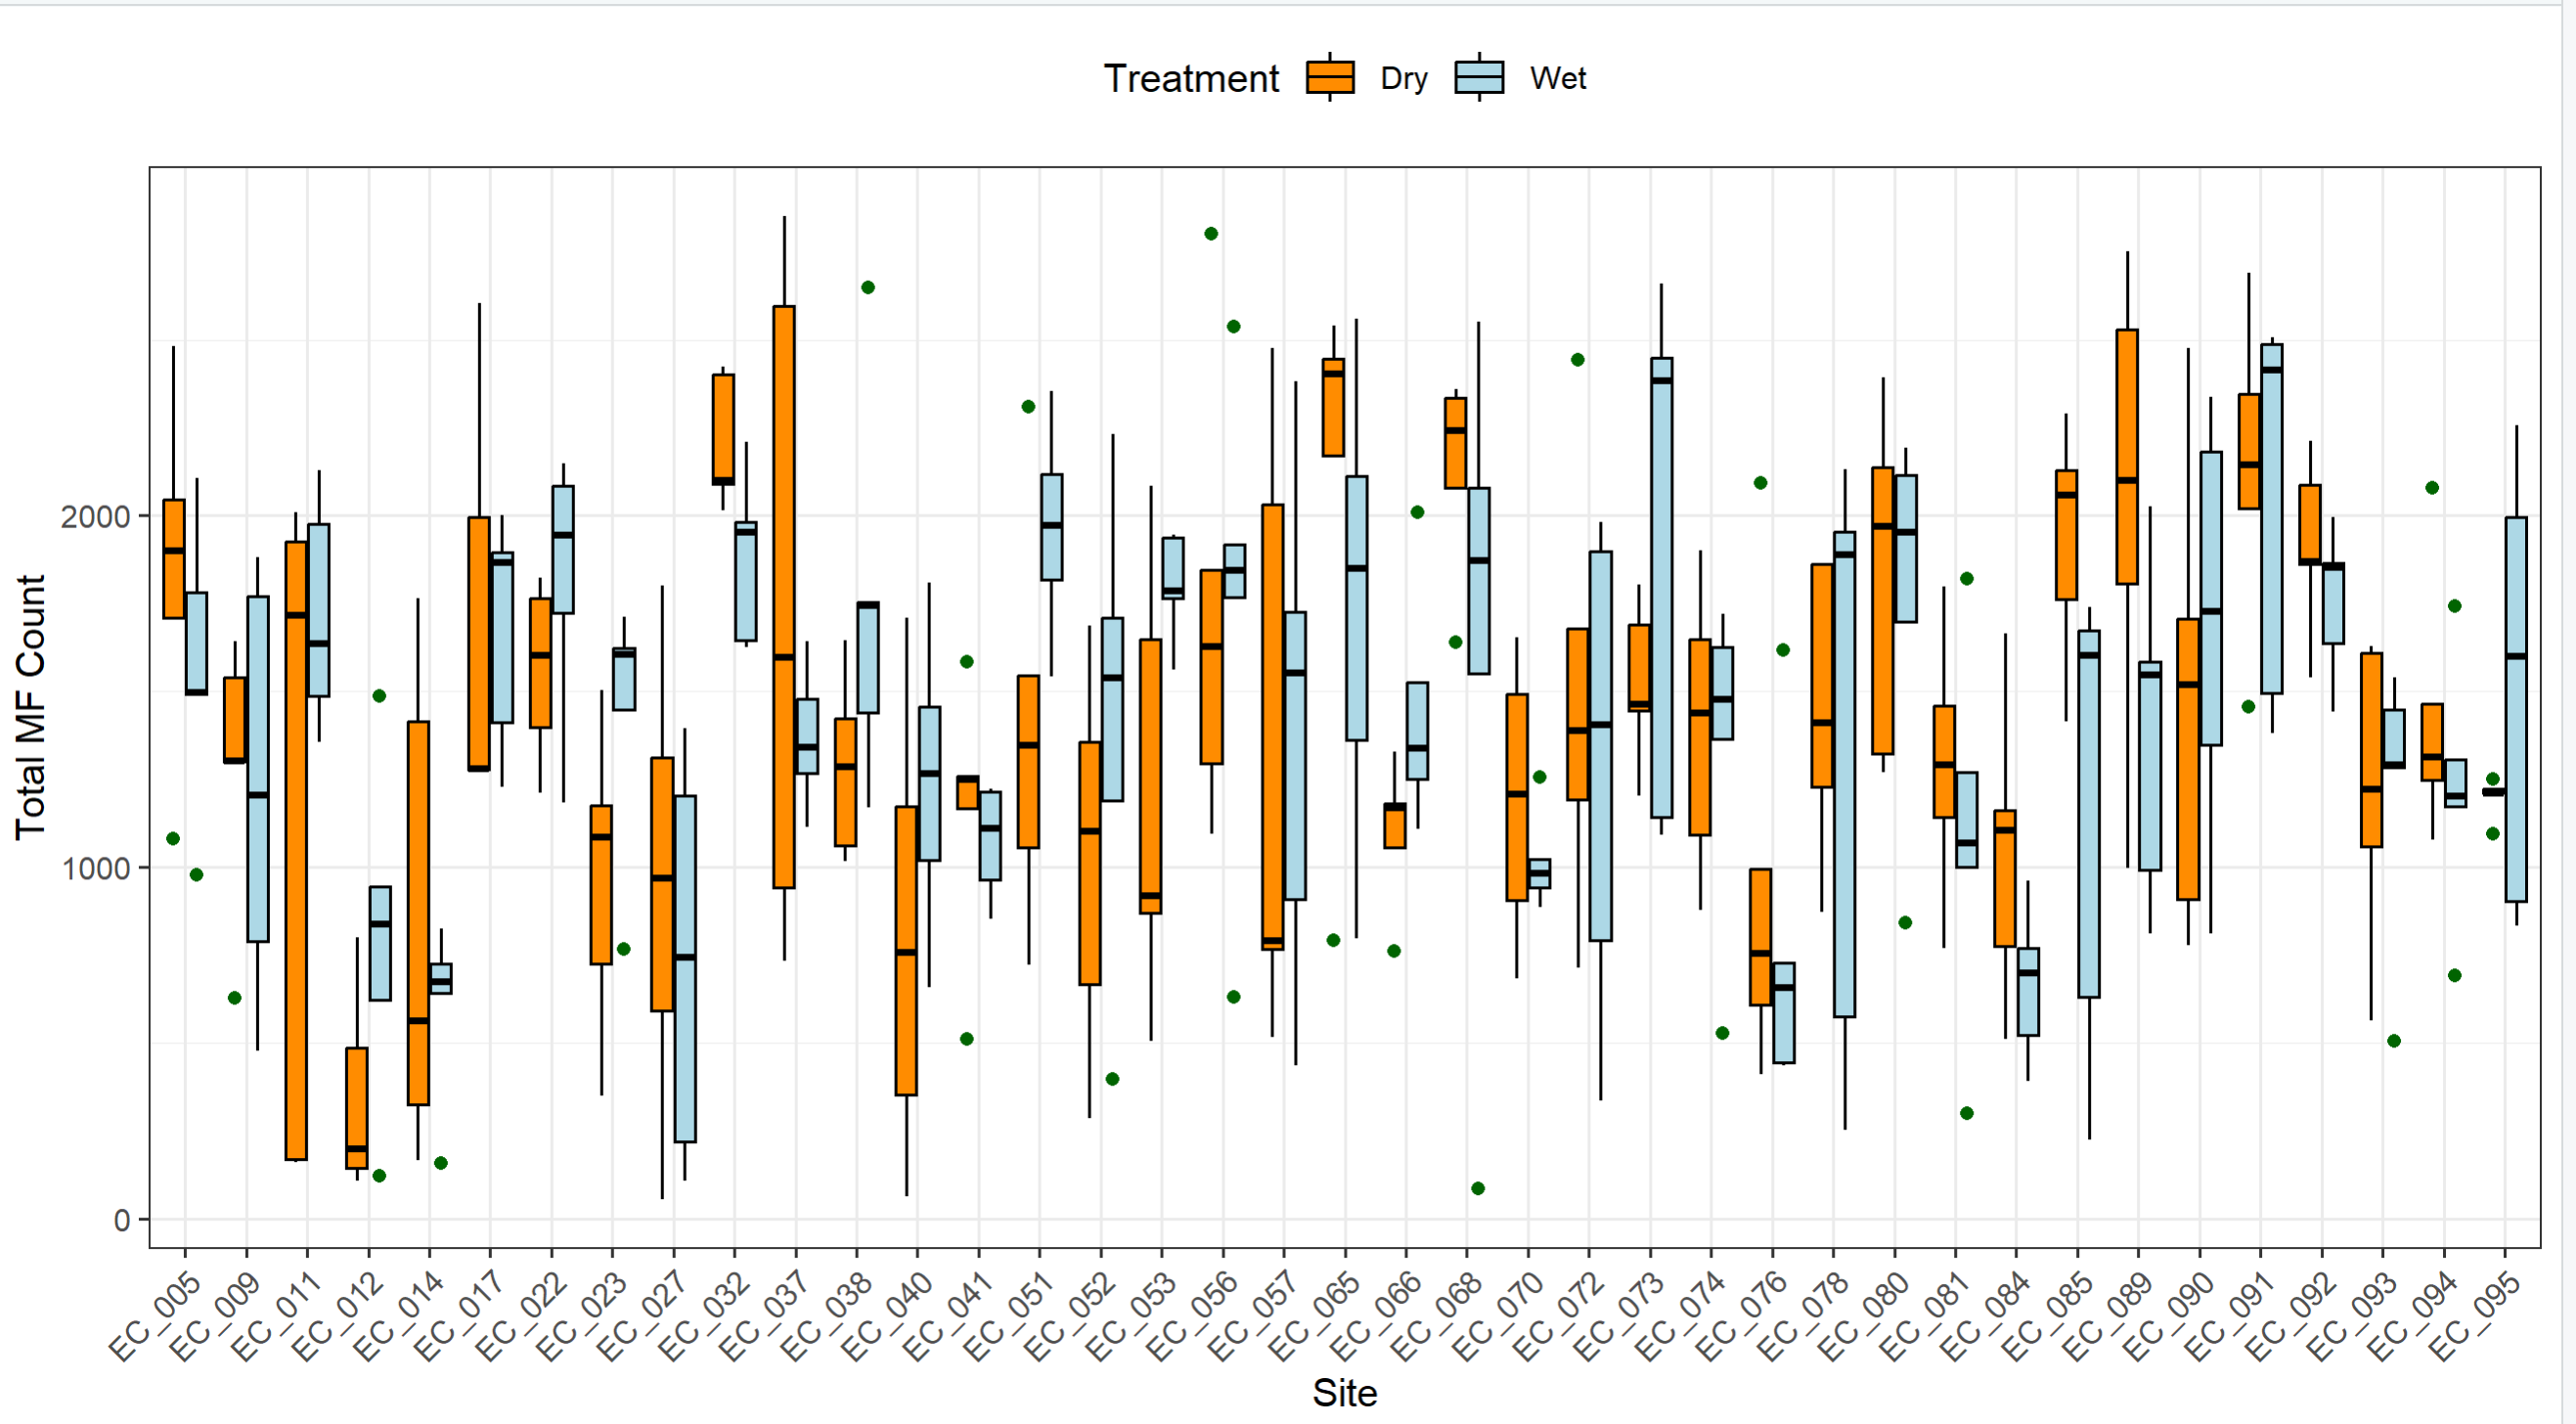 Treatment Dry Wet
Total MF Count
2000
1000
0
EC_005
EC_009
EC_011
EC_012
EC_014
EC_017
EC_022
EC_023
EC_027
EC_032
EC_037
EC_038
EC_040
EC_041
EC_051
EC_052
EC_053
EC_056
EC_057
EC_065
EC_066
EC_068
EC_070
EC_072
EC_073
EC_074
EC_076
EC_078
EC_080
EC_081
EC_084
EC_085
EC_089
EC_090
EC_091
EC_092
EC_093
EC_094
EC_095
Site